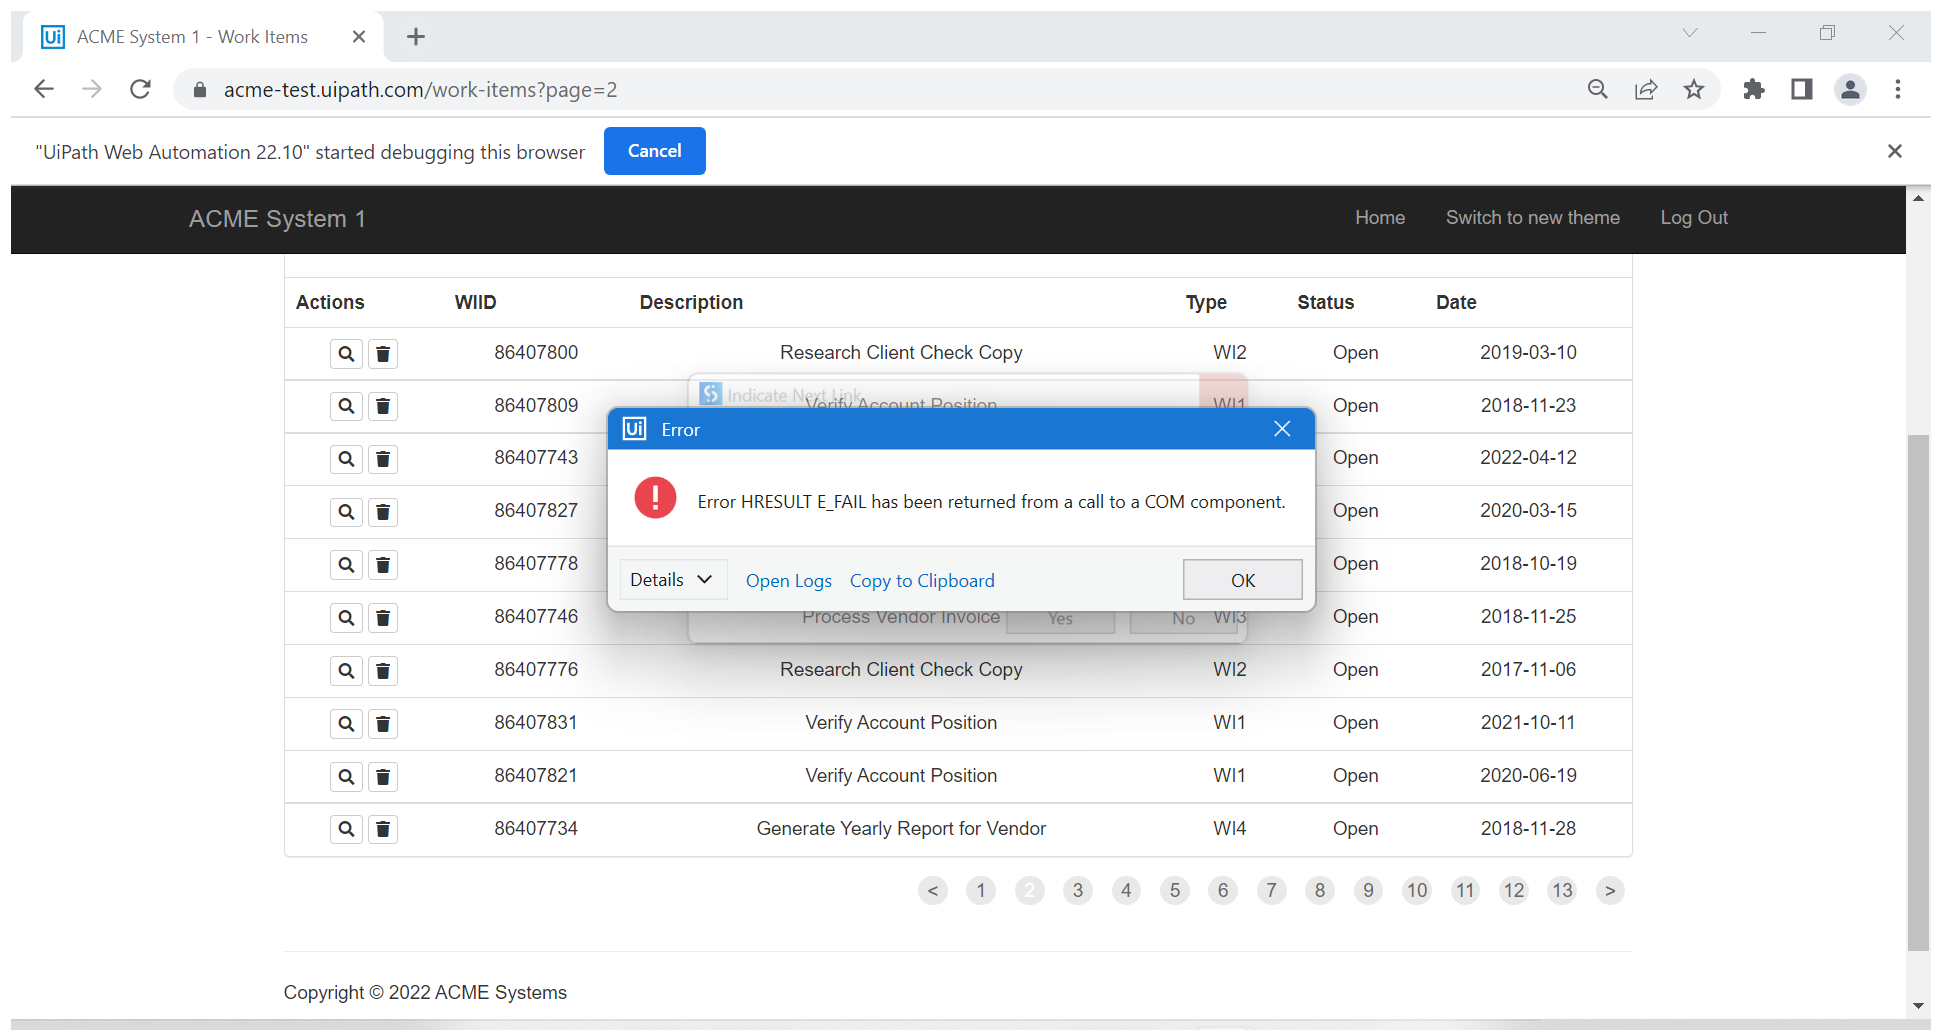 Ui ACME System 1 - Work Items
acme-test.uipath.com/work-items?page=2
"UiPath Web Automation 22.10" started debugging this browser Cancel
ACME System 1 Home Switch to new theme Log Out
Actions WIID Description Type Status Date
86407800 Research Client Check Copy WI2 Open 2019-03-10
Indicate Next Link
86407809 Verify Account Position WI1 Open 2018-11-23
Ui Error
86407743 Open 2022-04-12
Error HRESULT E_FAIL has been returned from a call to a COM component.
86407827 Open 2020-03-15
86407778 Open 2018-10-19
Details Open Logs Copy to Clipboard OK
86407746 Process Vendor Invoice WI3 Open 2018-11-25
Yes No
86407776 Research Client Check Copy WI2 Open 2017-11-06
86407831 Verify Account Position WI1 Open 2021-10-11
86407821 Verify Account Position WI1 Open 2020-06-19
86407734 Generate Yearly Report for Vendor WI4 Open 2018-11-28
< 1 2 3 4 5 6 7 8 9 10 11 12 13 >
Copyright © 2022 ACME Systems